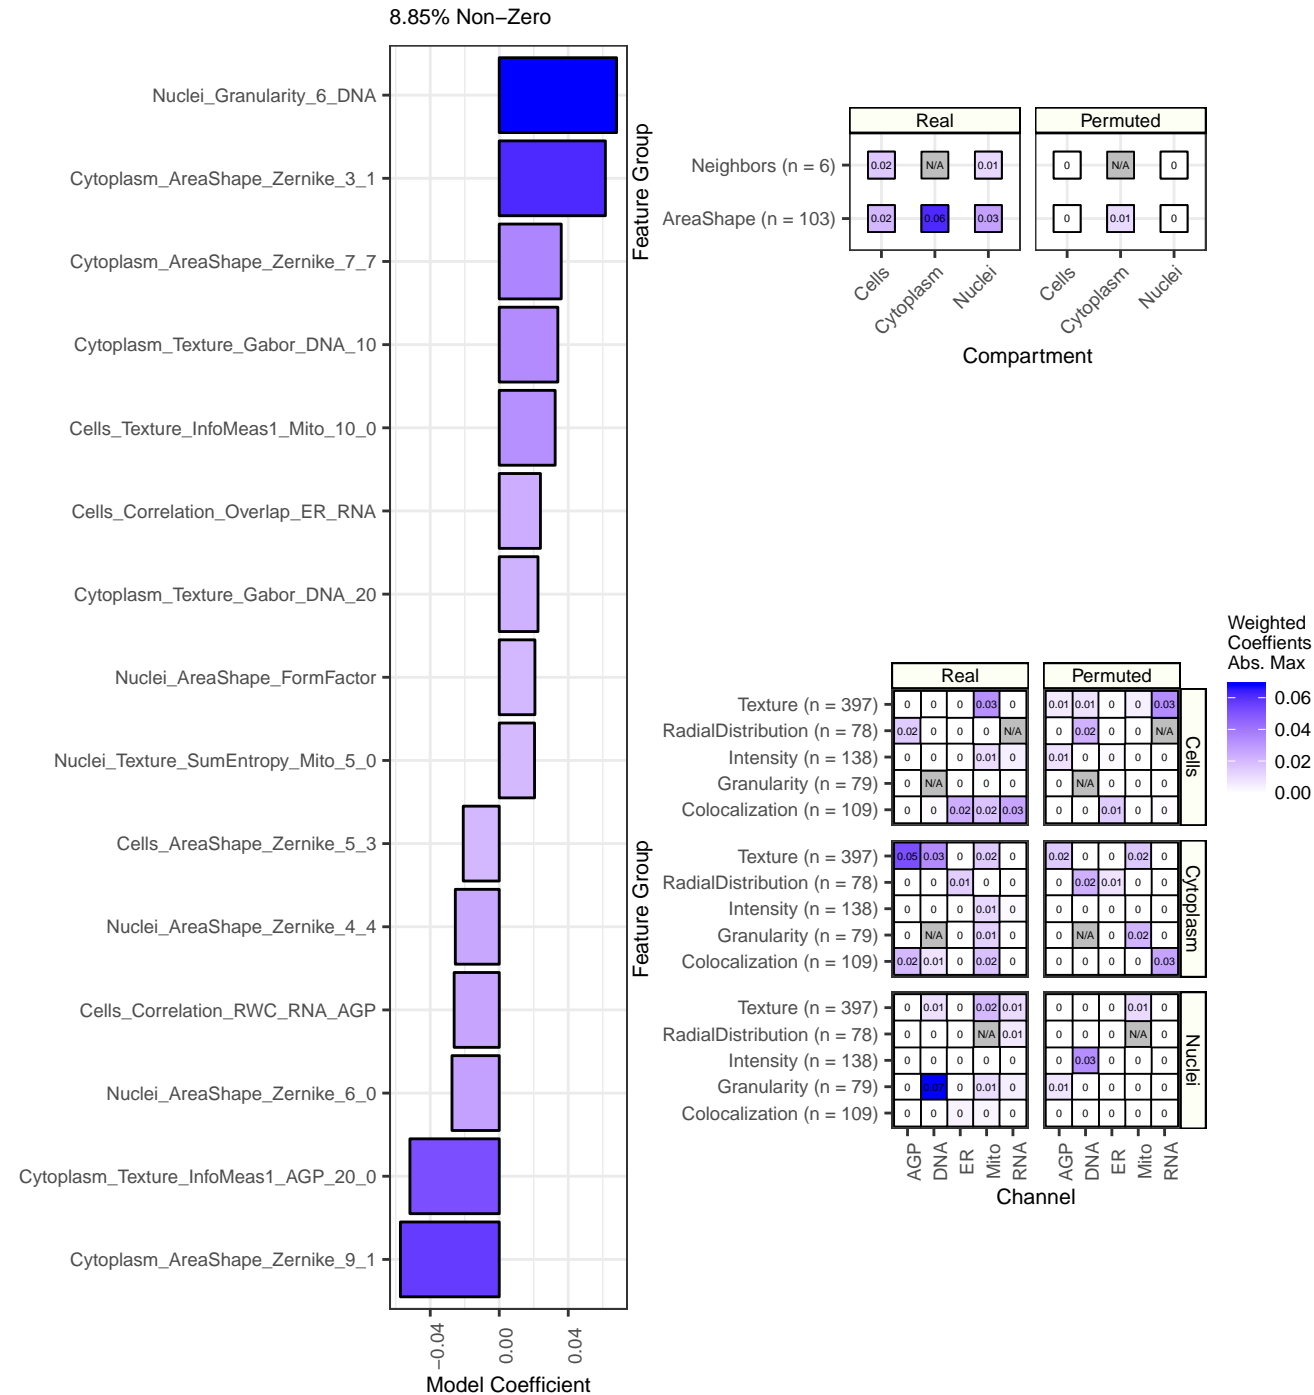 8.85% Non−Zero
Nuclei_Granularity_6_DNA
Cytoplasm_AreaShape_Zernike_3_1
Cytoplasm_AreaShape_Zernike_7_7
Cytoplasm_Texture_Gabor_DNA_10
Cells_Texture_InfoMeas1_Mito_10_0
Cells_Correlation_Overlap_ER_RNA
Cytoplasm_Texture_Gabor_DNA_20
Nuclei_AreaShape_FormFactor
Nuclei_Texture_SumEntropy_Mito_5_0
Cells_AreaShape_Zernike_5_3
Nuclei_AreaShape_Zernike_4_4
Cells_Correlation_RWC_RNA_AGP
Nuclei_AreaShape_Zernike_6_0
Cytoplasm_Texture_InfoMeas1_AGP_20_0
Cytoplasm_AreaShape_Zernike_9_1
−0.04 0.00 0.04
Model Coefficient
Feature Group
Real Permuted
Neighbors (n = 6) 0.02 N/A 0.01 0 N/A 0
AreaShape (n = 103) 0.02 0.06 0.03 0 0.01 0
Cells Cytoplasm Nuclei Cells Cytoplasm Nuclei
Compartment
Feature Group
Real Permuted
Texture (n = 397) 0 0 0 0.03 0 0.01 0.01 0 0 0.03
RadialDistribution (n = 78) 0.02 0 0 0 N/A 0 0.02 0 0 N/A
Intensity (n = 138) 0 0 0 0.01 0 0.01 0 0 0 0
Granularity (n = 79) 0 N/A 0 0 0 0 N/A 0 0 0
Colocalization (n = 109) 0 0 0.02 0.02 0.03 0 0 0.01 0 0
Cells
Texture (n = 397) 0.05 0.03 0 0.02 0 0.02 0 0 0.02 0
RadialDistribution (n = 78) 0 0 0.01 0 0 0 0.02 0.01 0 0
Intensity (n = 138) 0 0 0 0.01 0 0 0 0 0 0
Granularity (n = 79) 0 N/A 0 0.01 0 0 N/A 0 0.02 0
Colocalization (n = 109) 0.02 0.01 0 0.02 0 0 0 0 0 0.03
Cytoplasm
Texture (n = 397) 0 0.01 0 0.02 0.01 0 0 0 0.01 0
RadialDistribution (n = 78) 0 0 0 N/A 0.01 0 0 0 N/A 0
Intensity (n = 138) 0 0 0 0 0 0 0.03 0 0 0
Granularity (n = 79) 0 0.07 0 0.01 0 0.01 0 0 0 0
Colocalization (n = 109) 0 0 0 0 0 0 0 0 0 0
Nuclei
AGP DNA ER Mito RNA AGP DNA ER Mito RNA
Channel
Weighted
Coeffients
Abs. Max
0.06
0.04
0.02
0.00